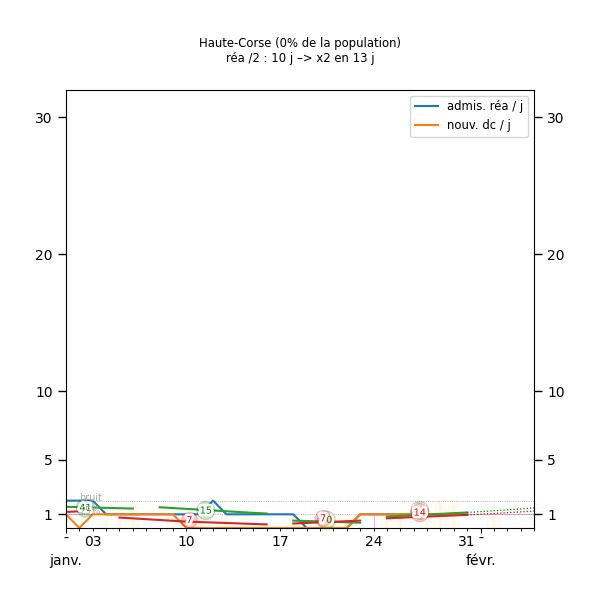 Haute-Corse (0% de la population)
réa /2 : 10 j –> x2 en 13 j
admis. réa / j
nouv. dc / j
30 30
20 20
10 10
5 5
bruit
41 15 7 14
1 1
- 03 10 17 24 31 -
janv. févr.